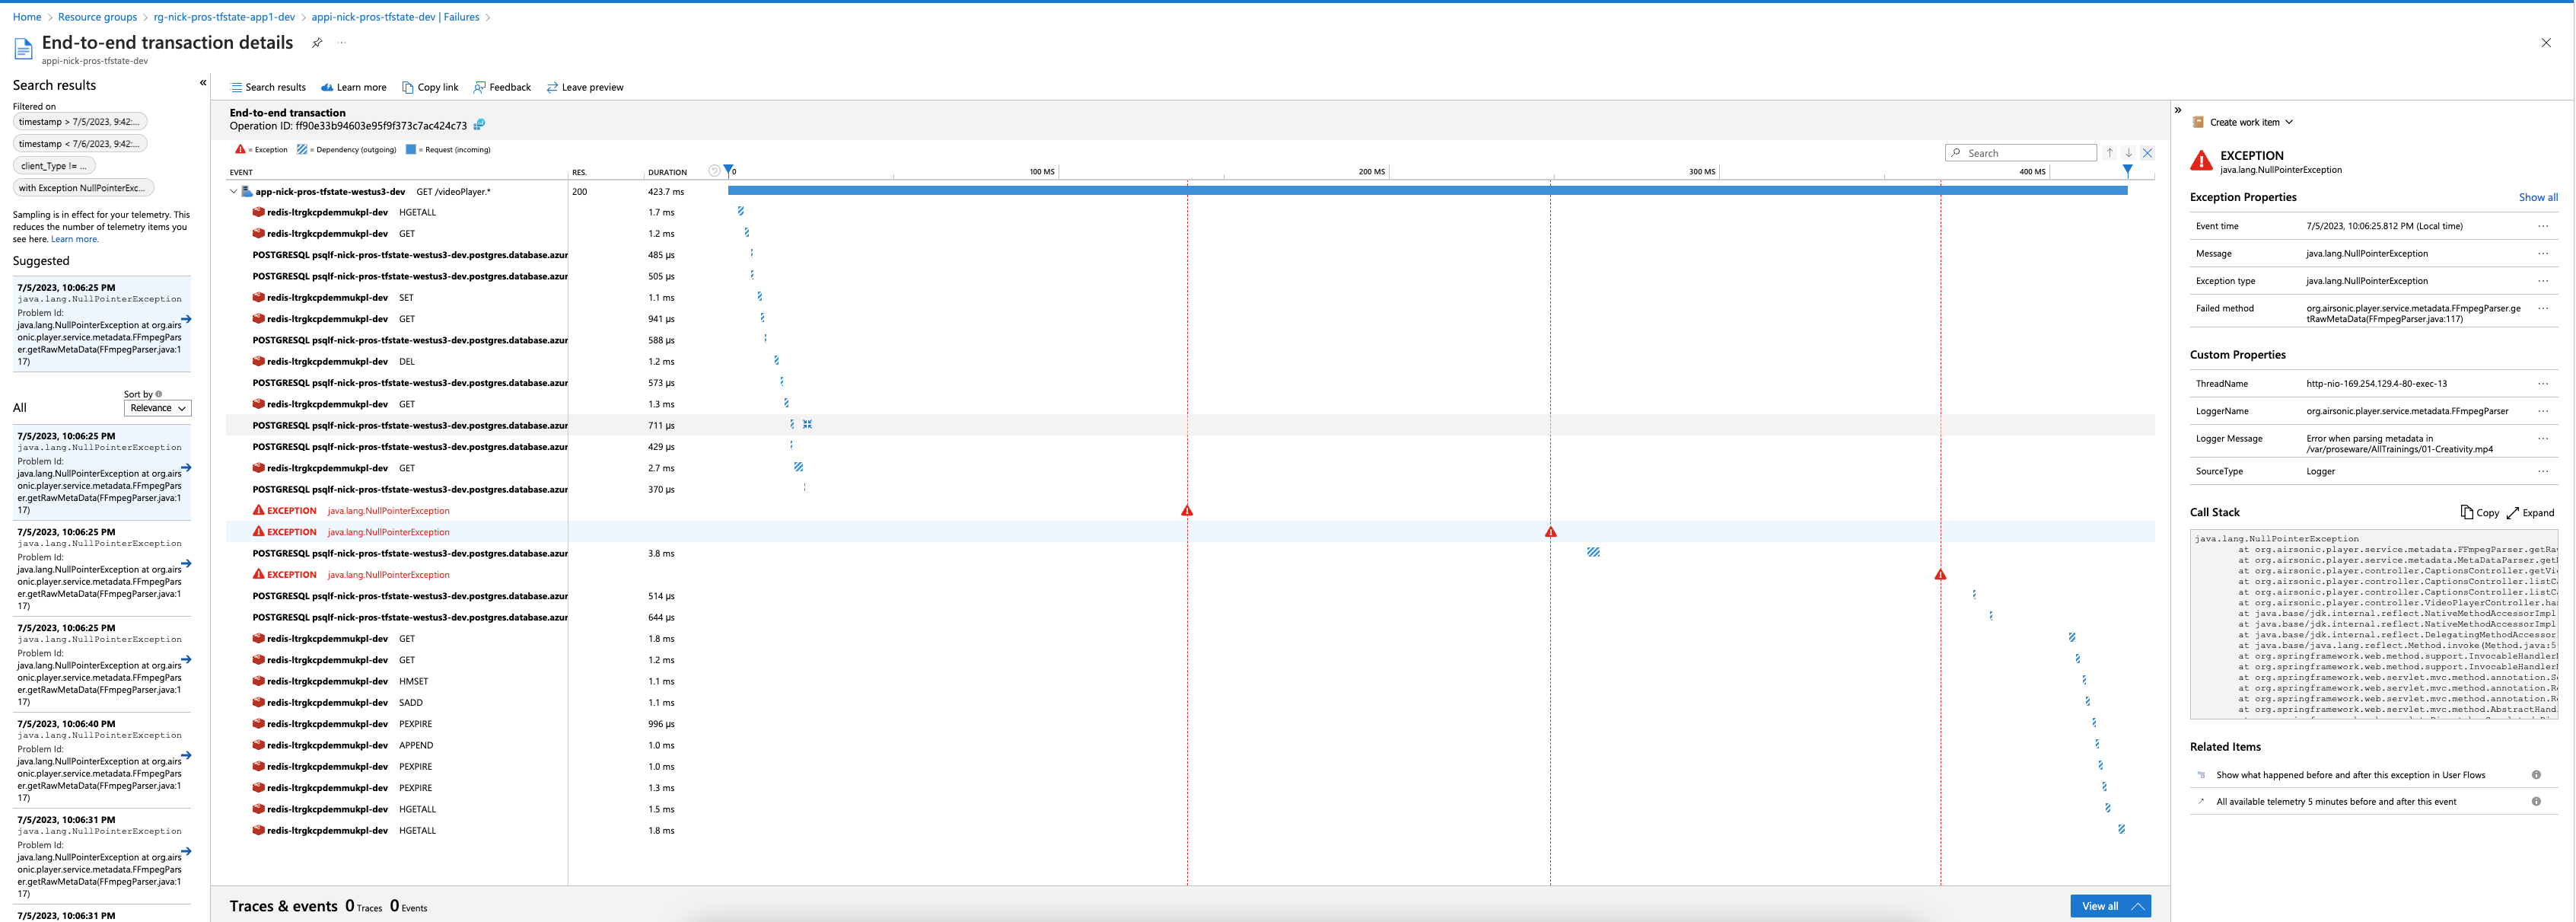 Home > Resource groups > rg-nick-pros-tfstate-app1-dev > appi-nick-pros-tfstate-dev | Failures >
End-to-end transaction details
appi-nick-pros-tfstate-dev
Search results
Filtered on
timestamp > 7/5/2023, 9:42:...
timestamp < 7/6/2023, 9:42:...
client_Type != ...
with Exception NullPointerExc...
Sampling is in effect for your telemetry. This
reduces the number of telemetry items you
see here. Learn more.
Suggested
7/5/2023, 10:06:25 PM
java.lang.NullPointerException
Problem Id:
java.lang.NullPointerException at org.airs
onic.player.service.metadata.FFmpegPars
er.getRawMetaData(FFmpegParser.java:1
17)
Sort by
All
Relevance
7/5/2023, 10:06:25 PM
java.lang.NullPointerException
Problem Id:
java.lang.NullPointerException at org.airs
onic.player.service.metadata.FFmpegPars
er.getRawMetaData(FFmpegParser.java:1
17)
7/5/2023, 10:06:25 PM
java.lang.NullPointerException
Problem Id:
java.lang.NullPointerException at org.airs
onic.player.service.metadata.FFmpegPars
er.getRawMetaData(FFmpegParser.java:1
17)
7/5/2023, 10:06:25 PM
java.lang.NullPointerException
Problem Id:
java.lang.NullPointerException at org.airs
onic.player.service.metadata.FFmpegPars
er.getRawMetaData(FFmpegParser.java:1
17)
7/5/2023, 10:06:40 PM
java.lang.NullPointerException
Problem Id:
java.lang.NullPointerException at org.airs
onic.player.service.metadata.FFmpegPars
er.getRawMetaData(FFmpegParser.java:1
17)
7/5/2023, 10:06:31 PM
java.lang.NullPointerException
Problem Id:
java.lang.NullPointerException at org.airs
onic.player.service.metadata.FFmpegPars
er.getRawMetaData(FFmpegParser.java:1
17)
7/5/2023, 10:06:31 PM
Search results Learn more Copy link Feedback Leave preview
End-to-end transaction
Operation ID: ff90e33b94603e95f9f373c7ac424c73
= Exception = Dependency (outgoing) = Request (incoming)
Search
EVENT RES. DURATION 0 100 MS 200 MS 300 MS 400 MS
app-nick-pros-tfstate-westus3-dev GET /videoPlayer.* 200 423.7 ms
redis-ltrgkcpdemmukpl-dev HGETALL 1.7 ms
redis-ltrgkcpdemmukpl-dev GET 1.2 ms
POSTGRESQL psqlf-nick-pros-tfstate-westus3-dev.postgres.database.azur 485 µs
POSTGRESQL psqlf-nick-pros-tfstate-westus3-dev.postgres.database.azur 505 µs
redis-ltrgkcpdemmukpl-dev SET 1.1 ms
redis-ltrgkcpdemmukpl-dev GET 941 µs
POSTGRESQL psqlf-nick-pros-tfstate-westus3-dev.postgres.database.azur 588 µs
redis-ltrgkcpdemmukpl-dev DEL 1.2 ms
POSTGRESQL psqlf-nick-pros-tfstate-westus3-dev.postgres.database.azur 573 µs
redis-ltrgkcpdemmukpl-dev GET 1.3 ms
POSTGRESQL psqlf-nick-pros-tfstate-westus3-dev.postgres.database.azur 711 µs
POSTGRESQL psqlf-nick-pros-tfstate-westus3-dev.postgres.database.azur 429 µs
redis-ltrgkcpdemmukpl-dev GET 2.7 ms
POSTGRESQL psqlf-nick-pros-tfstate-westus3-dev.postgres.database.azur 370 µs
EXCEPTION java.lang.NullPointerException
EXCEPTION java.lang.NullPointerException
POSTGRESQL psqlf-nick-pros-tfstate-westus3-dev.postgres.database.azur 3.8 ms
EXCEPTION java.lang.NullPointerException
POSTGRESQL psqlf-nick-pros-tfstate-westus3-dev.postgres.database.azur 514 µs
POSTGRESQL psqlf-nick-pros-tfstate-westus3-dev.postgres.database.azur 644 µs
redis-ltrgkcpdemmukpl-dev GET 1.8 ms
redis-ltrgkcpdemmukpl-dev GET 1.2 ms
redis-ltrgkcpdemmukpl-dev HMSET 1.1 ms
redis-ltrgkcpdemmukpl-dev SADD 1.1 ms
redis-ltrgkcpdemmukpl-dev PEXPIRE 996 µs
redis-ltrgkcpdemmukpl-dev APPEND 1.0 ms
redis-ltrgkcpdemmukpl-dev PEXPIRE 1.0 ms
redis-ltrgkcpdemmukpl-dev PEXPIRE 1.3 ms
redis-ltrgkcpdemmukpl-dev HGETALL 1.5 ms
redis-ltrgkcpdemmukpl-dev HGETALL 1.8 ms
Traces & events 0 Traces 0 Events
View all
Create work item
EXCEPTION
java.lang.NullPointerException
Exception Properties Show all
Event time 7/5/2023, 10:06:25.812 PM (Local time)
Message java.lang.NullPointerException
Exception type java.lang.NullPointerException
Failed method org.airsonic.player.service.metadata.FFmpegParser.ge
tRawMetaData(FFmpegParser.java:117)
Custom Properties
ThreadName http-nio-169.254.129.4-80-exec-13
LoggerName org.airsonic.player.service.metadata.FFmpegParser
Logger Message Error when parsing metadata in
/var/proseware/AllTrainings/01-Creativity.mp4
SourceType Logger
Call Stack Copy Expand
java.lang.NullPointerException
at org.airsonic.player.service.metadata.FFmpegParser.getRa
at org.airsonic.player.service.metadata.MetaDataParser.get
at org.airsonic.player.controller.CaptionsController.getVi
at org.airsonic.player.controller.CaptionsController.listC
at org.airsonic.player.controller.CaptionsController.listC
at org.airsonic.player.controller.VideoPlayerController.ha
at java.base/jdk.internal.reflect.NativeMethodAccessorImpl
at java.base/jdk.internal.reflect.NativeMethodAccessorImpl
at java.base/jdk.internal.reflect.DelegatingMethodAccessor
at java.base/java.lang.reflect.Method.invoke(Method.java:5
at org.springframework.web.method.support.InvocableHandler
at org.springframework.web.method.support.InvocableHandler
at org.springframework.web.servlet.mvc.method.annotation.S
at org.springframework.web.servlet.mvc.method.annotation.R
at org.springframework.web.servlet.mvc.method.annotation.R
at org.springframework.web.servlet.mvc.method.AbstractHand
Related Items
Show what happened before and after this exception in User Flows
All available telemetry 5 minutes before and after this event